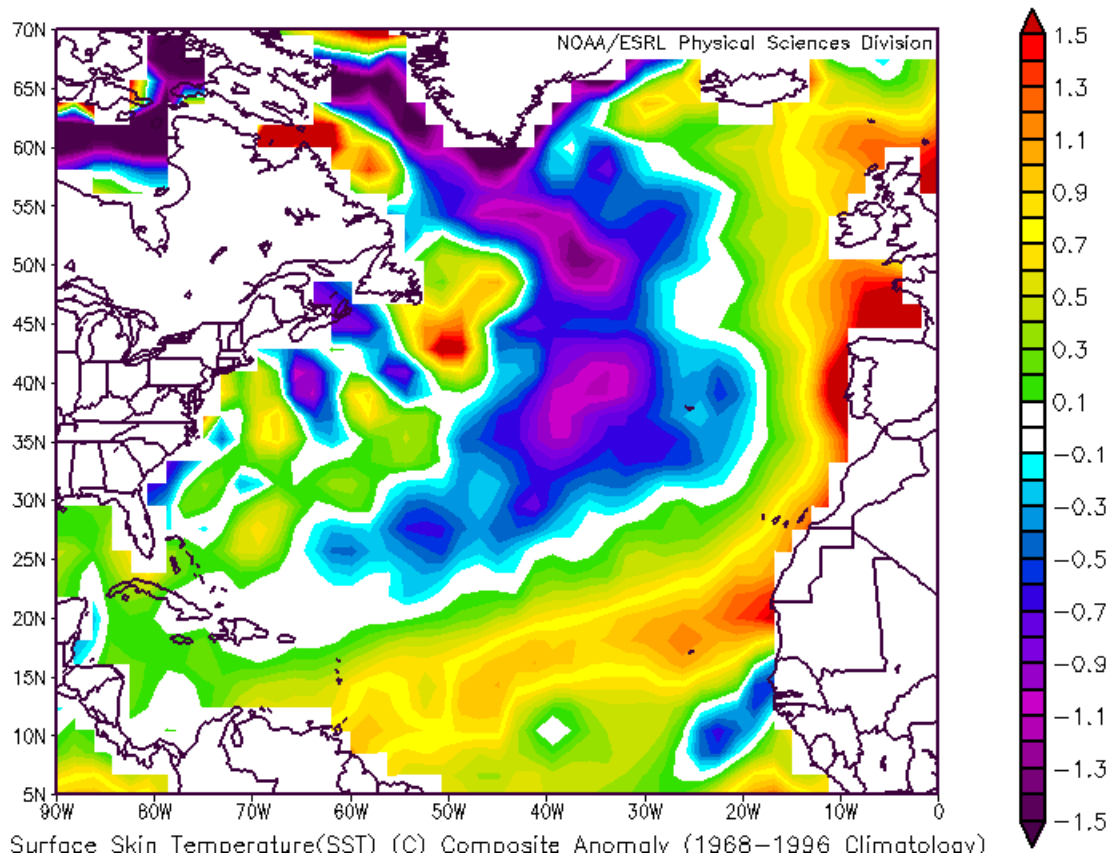 NOAA/ESRL Physical Sciences Division
70N
65N
60N
55N
50N
45N
40N
35N
30N
25N
20N
15N
10N
5N
90W 80W 70W 60W 50W 40W 30W 20W 10W 0
1.5
1.3
1.1
0.9
0.7
0.5
0.3
0.1
−0.1
−0.3
−0.5
−0.7
−0.9
−1.1
−1.3
−1.5
Surface Skin Temperature(SST) (C) Composite Anomaly (1968−1996 Climatology)